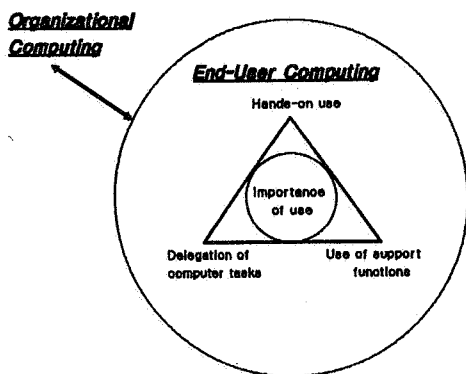 Organizational
Computing
End-User Computing
Hands-on use
Importance
of use
Delegation of
computer tasks
Use of support
functions